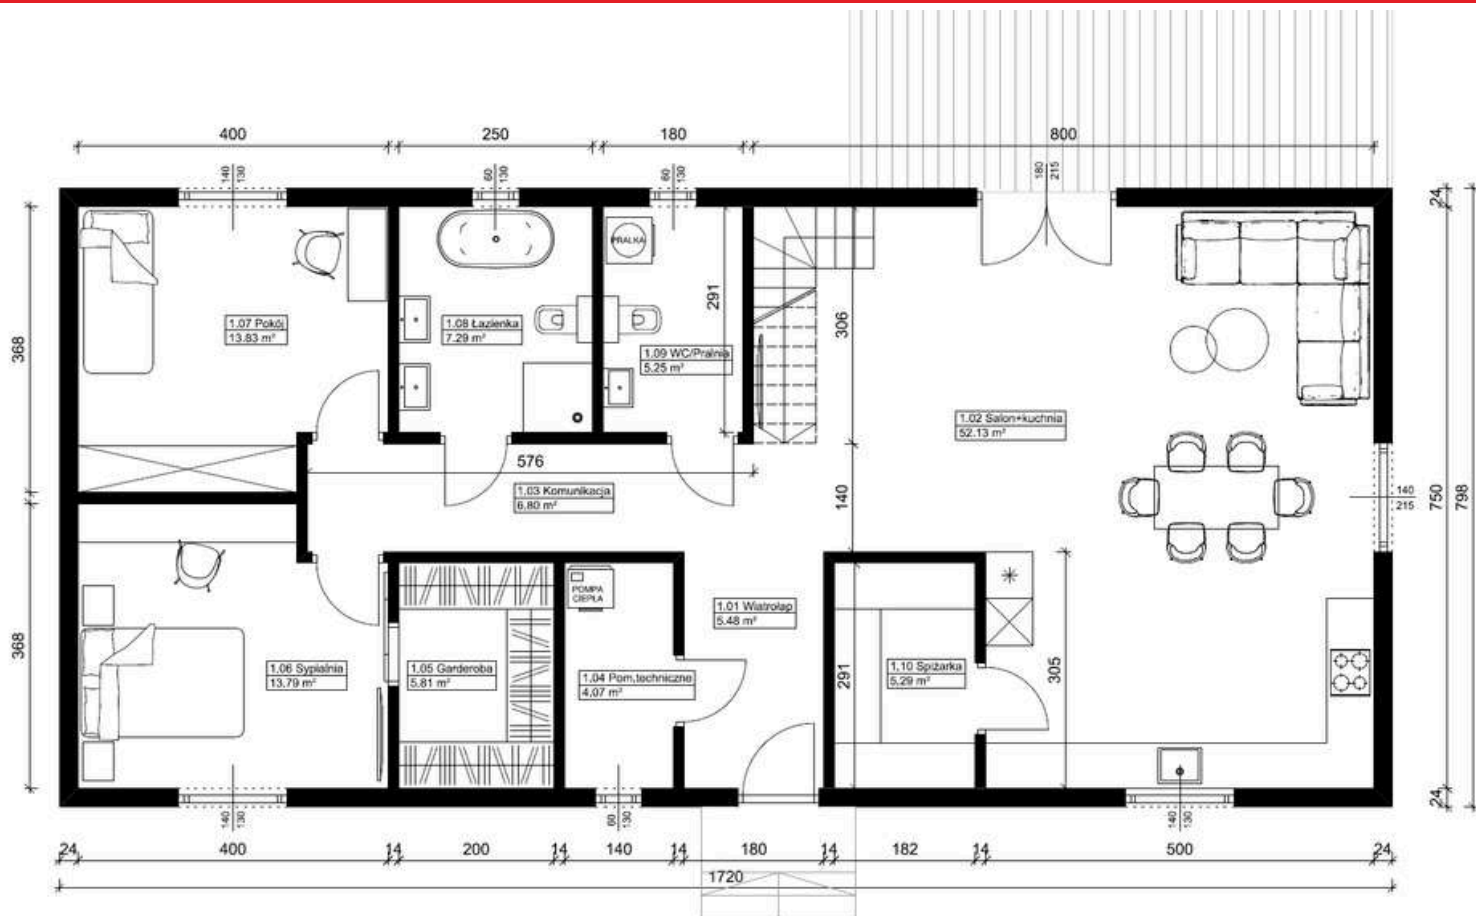 400
250
180
800
140
130
60
130
60
130
180
215
24
PRALKA
291
306
368
1.07 Pokój
13.83 m²
1.08 Łazienka
7.29 m²
1.09 WC/Pralnia
5.25 m²
1.02 Salon+kuchnia
52.13 m²
576
1.03 Komunikacja
6.80 m²
140
140
215
750
798
POMPA
CIEPŁA
1.01 Wiatrołap
5.48 m²
368
1.06 Sypialnia
13.79 m²
1.05 Garderoba
5.81 m²
1.04 Pom.techniczne
4.07 m²
291
1.10 Spiżarka
5.29 m²
305
24
140
130
60
130
140
130
24
400
14
200
14
140
14
180
14
182
14
500
24
1720